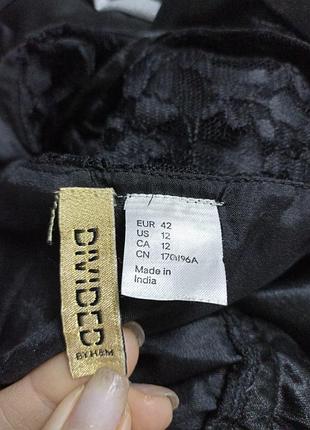 DIVIDED
BY H&M
EUR 42
US 12
CA 12
CN 170/96A
Made in
India